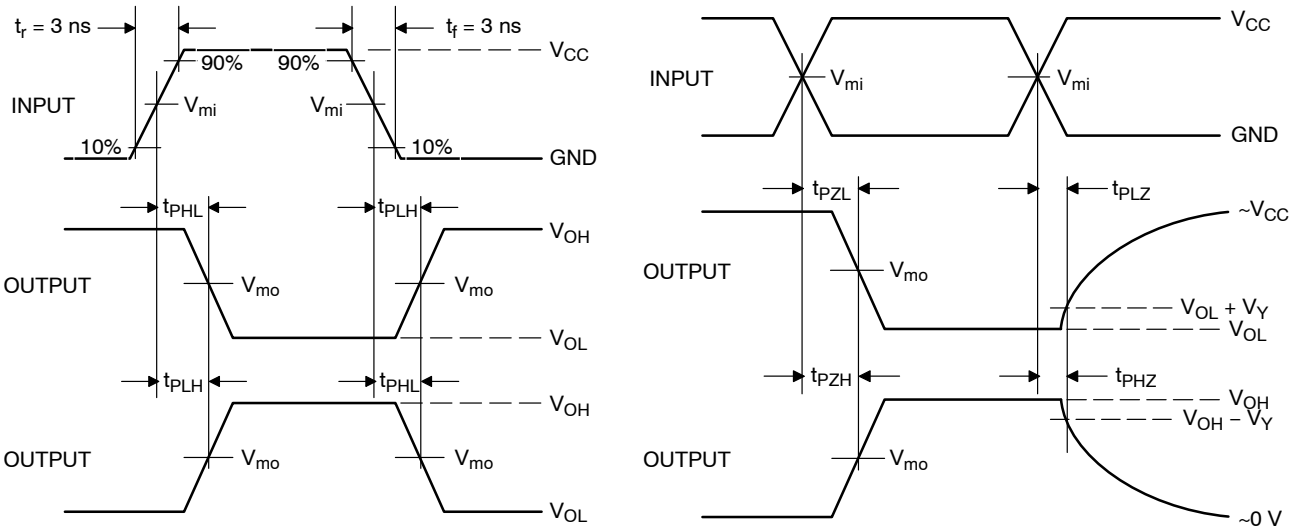 t_r = 3 ns
t_f = 3 ns
V_CC
90%
90%
INPUT
V_mi
V_mi
10%
10%
GND
t_PHL
t_PLH
V_OH
OUTPUT
V_mo
V_mo
V_OL
t_PLH
t_PHL
V_OH
OUTPUT
V_mo
V_mo
V_OL
V_CC
INPUT
V_mi
V_mi
GND
t_PZL
t_PLZ
~V_CC
OUTPUT
V_mo
V_OL + V_Y
V_OL
t_PZH
t_PHZ
V_OH
V_OH – V_Y
OUTPUT
V_mo
~0 V